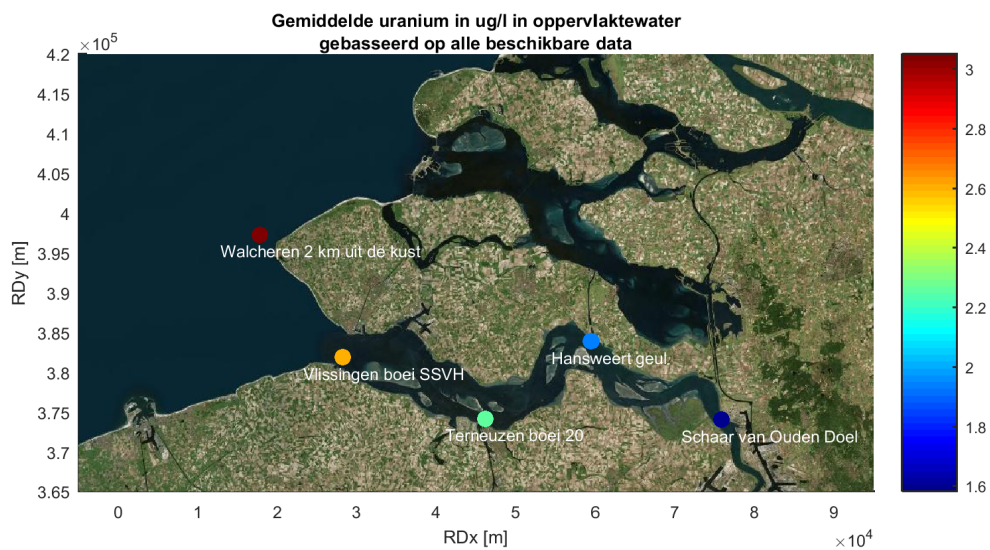 Gemiddelde uranium in ug/l in oppervlaktewater
gebasseerd op alle beschikbare data
×10⁵
4.2
4.15
4.1
4.05
4
3.95
3.9
3.85
3.8
3.75
3.7
3.65
RDy [m]
Walcheren 2 km uit de kust
Vlissingen boei SSVH
Hansweert geul
Terneuzen boei 20
Schaar van Ouden Doel
0 1 2 3 4 5 6 7 8 9
RDx [m]
×10⁴
3
2.8
2.6
2.4
2.2
2
1.8
1.6